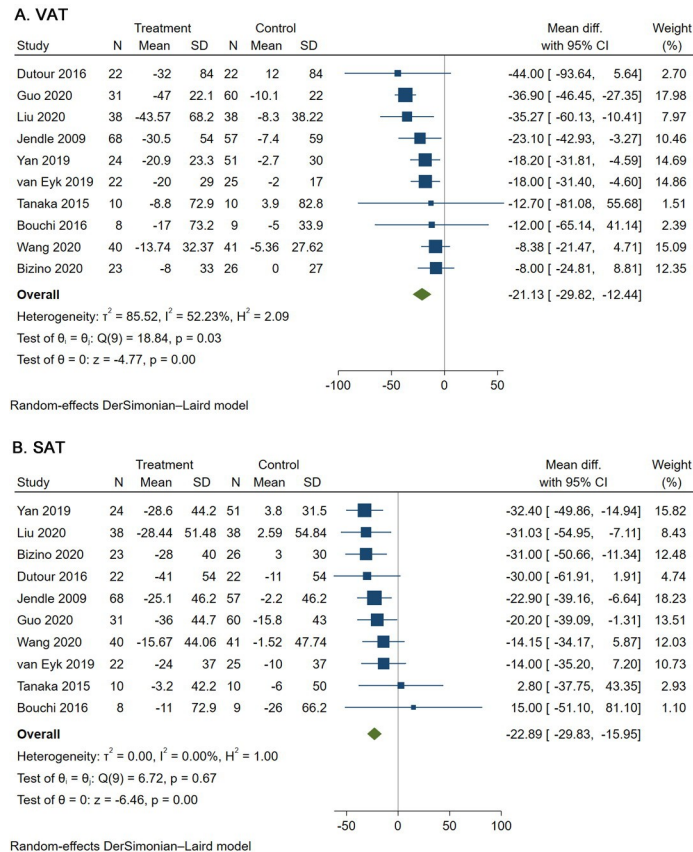 A. VAT
Treatment Control Mean diff. Weight
Study N Mean SD N Mean SD with 95% CI (%)
Dutour 2016 22 -32 84 22 12 84 -44.00 [ -93.64, 5.64] 2.70
Guo 2020 31 -47 22.1 60 -10.1 22 -36.90 [ -46.45, -27.35] 17.98
Liu 2020 38 -43.57 68.2 38 -8.3 38.22 -35.27 [ -60.13, -10.41] 7.97
Jendle 2009 68 -30.5 54 57 -7.4 59 -23.10 [ -42.93, -3.27] 10.46
Yan 2019 24 -20.9 23.3 51 -2.7 30 -18.20 [ -31.81, -4.59] 14.69
van Eyk 2019 22 -20 29 25 -2 17 -18.00 [ -31.40, -4.60] 14.86
Tanaka 2015 10 -8.8 72.9 10 3.9 82.8 -12.70 [ -81.08, 55.68] 1.51
Bouchi 2016 8 -17 73.2 9 -5 33.9 -12.00 [ -65.14, 41.14] 2.39
Wang 2020 40 -13.74 32.37 41 -5.36 27.62 -8.38 [ -21.47, 4.71] 15.09
Bizino 2020 23 -8 33 26 0 27 -8.00 [ -24.81, 8.81] 12.35
Overall -21.13 [ -29.82, -12.44]
Heterogeneity: τ² = 85.52, I² = 52.23%, H² = 2.09
Test of θᵢ = θⱼ: Q(9) = 18.84, p = 0.03
Test of θ = 0: z = -4.77, p = 0.00
-100 -50 0 50
Random-effects DerSimonian–Laird model
B. SAT
Treatment Control Mean diff. Weight
Study N Mean SD N Mean SD with 95% CI (%)
Yan 2019 24 -28.6 44.2 51 3.8 31.5 -32.40 [ -49.86, -14.94] 15.82
Liu 2020 38 -28.44 51.48 38 2.59 54.84 -31.03 [ -54.95, -7.11] 8.43
Bizino 2020 23 -28 40 26 3 30 -31.00 [ -50.66, -11.34] 12.48
Dutour 2016 22 -41 54 22 -11 54 -30.00 [ -61.91, 1.91] 4.74
Jendle 2009 68 -25.1 46.2 57 -2.2 46.2 -22.90 [ -39.16, -6.64] 18.23
Guo 2020 31 -36 44.7 60 -15.8 43 -20.20 [ -39.09, -1.31] 13.51
Wang 2020 40 -15.67 44.06 41 -1.52 47.74 -14.15 [ -34.17, 5.87] 12.03
van Eyk 2019 22 -24 37 25 -10 37 -14.00 [ -35.20, 7.20] 10.73
Tanaka 2015 10 -3.2 42.2 10 -6 50 2.80 [ -37.75, 43.35] 2.93
Bouchi 2016 8 -11 72.9 9 -26 66.2 15.00 [ -51.10, 81.10] 1.10
Overall -22.89 [ -29.83, -15.95]
Heterogeneity: τ² = 0.00, I² = 0.00%, H² = 1.00
Test of θᵢ = θⱼ: Q(9) = 6.72, p = 0.67
Test of θ = 0: z = -6.46, p = 0.00
-50 0 50 100
Random-effects DerSimonian–Laird model